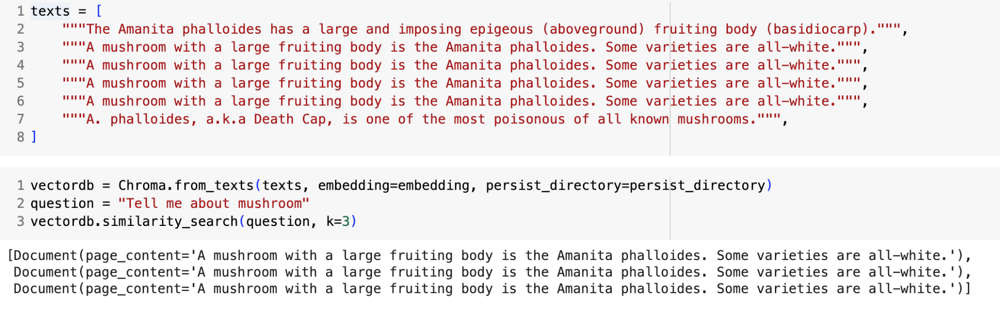 1 texts = [
2     """The Amanita phalloides has a large and imposing epigeous (aboveground) fruiting body (basidiocarp).""",
3     """A mushroom with a large fruiting body is the Amanita phalloides. Some varieties are all-white.""",
4     """A mushroom with a large fruiting body is the Amanita phalloides. Some varieties are all-white.""",
5     """A mushroom with a large fruiting body is the Amanita phalloides. Some varieties are all-white.""",
6     """A mushroom with a large fruiting body is the Amanita phalloides. Some varieties are all-white.""",
7     """A. phalloides, a.k.a Death Cap, is one of the most poisonous of all known mushrooms.""",
8 ]
1 vectordb = Chroma.from_texts(texts, embedding=embedding, persist_directory=persist_directory)
2 question = "Tell me about mushroom"
3 vectordb.similarity_search(question, k=3)
[Document(page_content='A mushroom with a large fruiting body is the Amanita phalloides. Some varieties are all-white.'),
 Document(page_content='A mushroom with a large fruiting body is the Amanita phalloides. Some varieties are all-white.'),
 Document(page_content='A mushroom with a large fruiting body is the Amanita phalloides. Some varieties are all-white.')]